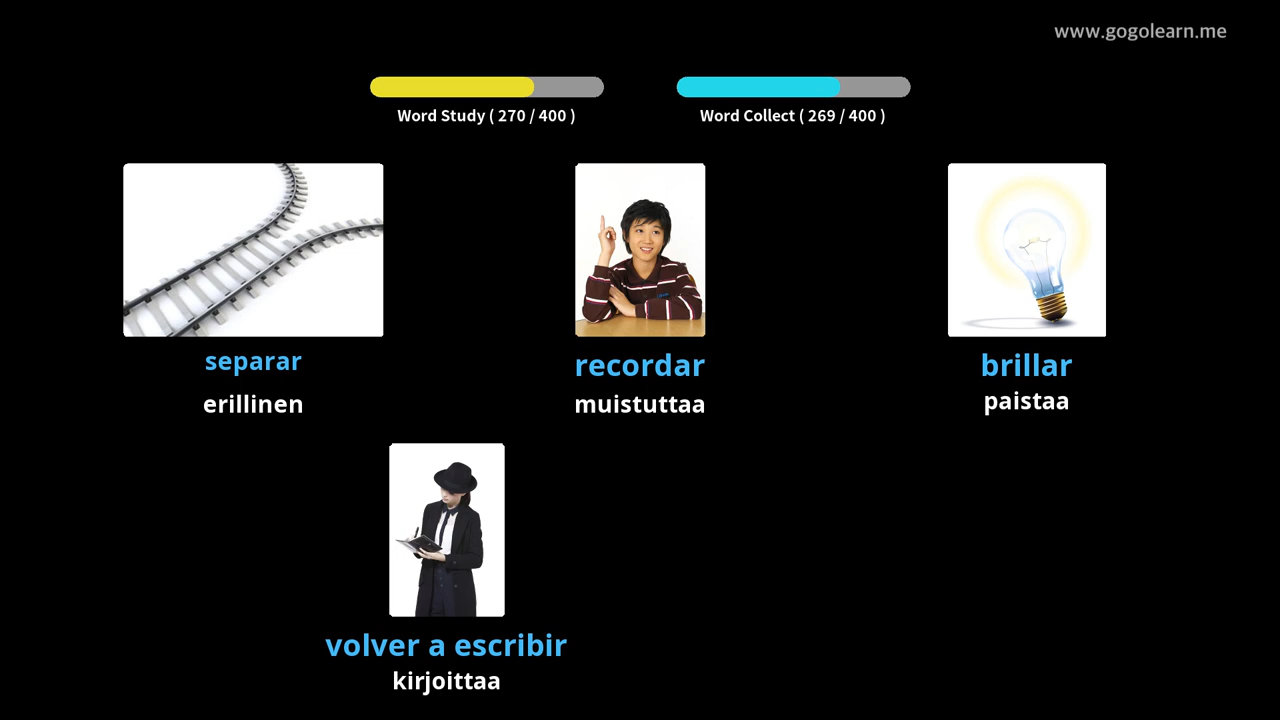 www.gogolearn.me
Word Study ( 270 / 400 )
Word Collect ( 269 / 400 )
separar
recordar
brillar
erillinen
muistuttaa
paistaa
volver a escribir
kirjoittaa